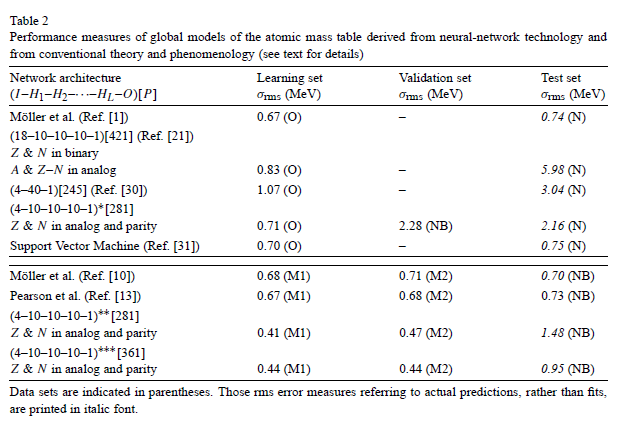 Table 2
Performance measures of global models of the atomic mass table derived from neural-network technology and
from conventional theory and phenomenology (see text for details)
Network architecture Learning set Validation set Test set
(I–H₁–H₂–···–H_L–O)[P] σrms (MeV) σrms (MeV) σrms (MeV)
Möller et al. (Ref. [1]) 0.67 (O) – 0.74 (N)
(18–10–10–10–1)[421] (Ref. [21])
Z & N in binary
A & Z–N in analog 0.83 (O) – 5.98 (N)
(4–40–1)[245] (Ref. [30]) 1.07 (O) – 3.04 (N)
(4–10–10–10–1)*[281]
Z & N in analog and parity 0.71 (O) 2.28 (NB) 2.16 (N)
Support Vector Machine (Ref. [31]) 0.70 (O) – 0.75 (N)
Möller et al. (Ref. [10]) 0.68 (M1) 0.71 (M2) 0.70 (NB)
Pearson et al. (Ref. [13]) 0.67 (M1) 0.68 (M2) 0.73 (NB)
(4–10–10–10–1)**[281]
Z & N in analog and parity 0.41 (M1) 0.47 (M2) 1.48 (NB)
(4–10–10–10–1)***[361]
Z & N in analog and parity 0.44 (M1) 0.44 (M2) 0.95 (NB)
Data sets are indicated in parentheses. Those rms error measures referring to actual predictions, rather than fits,
are printed in italic font.